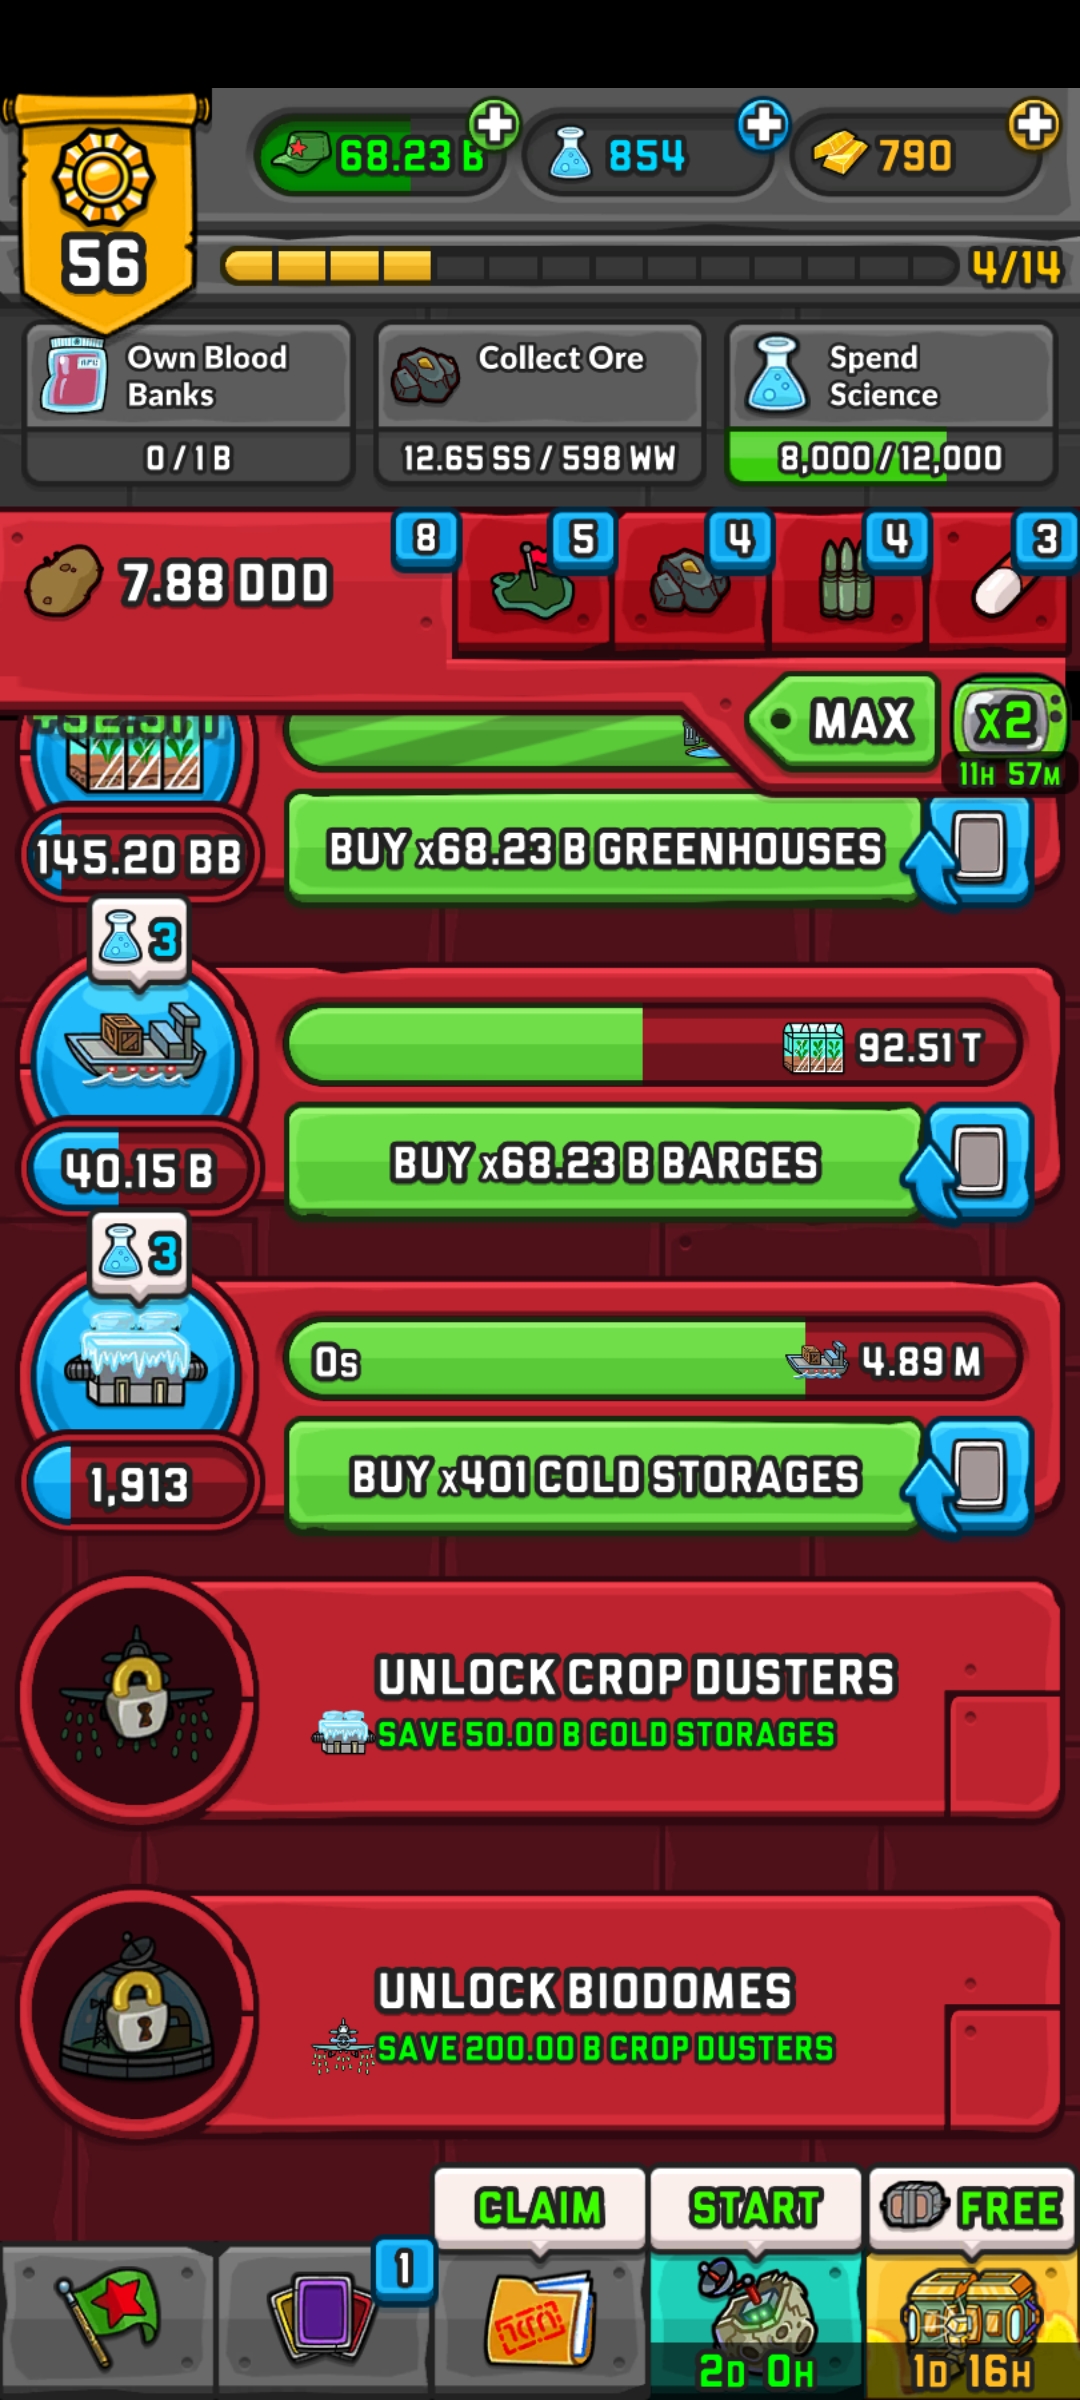 68.23 B
854
790
56
4/14
Own Blood
Banks
0 / 1 B
Collect Ore
12.65 SS / 598 WW
Spend
Science
8,000 / 12,000
7.88 DDD
8
5
4
4
3
MAX
x2
11H 57M
145.20 BB
BUY x68.23 B GREENHOUSES
3
92.51 T
40.15 B
BUY x68.23 B BARGES
3
0s
4.89 M
1,913
BUY x401 COLD STORAGES
UNLOCK CROP DUSTERS
SAVE 50.00 B COLD STORAGES
UNLOCK BIODOMES
SAVE 200.00 B CROP DUSTERS
CLAIM
START
FREE
1
2D 0H
1D 16H